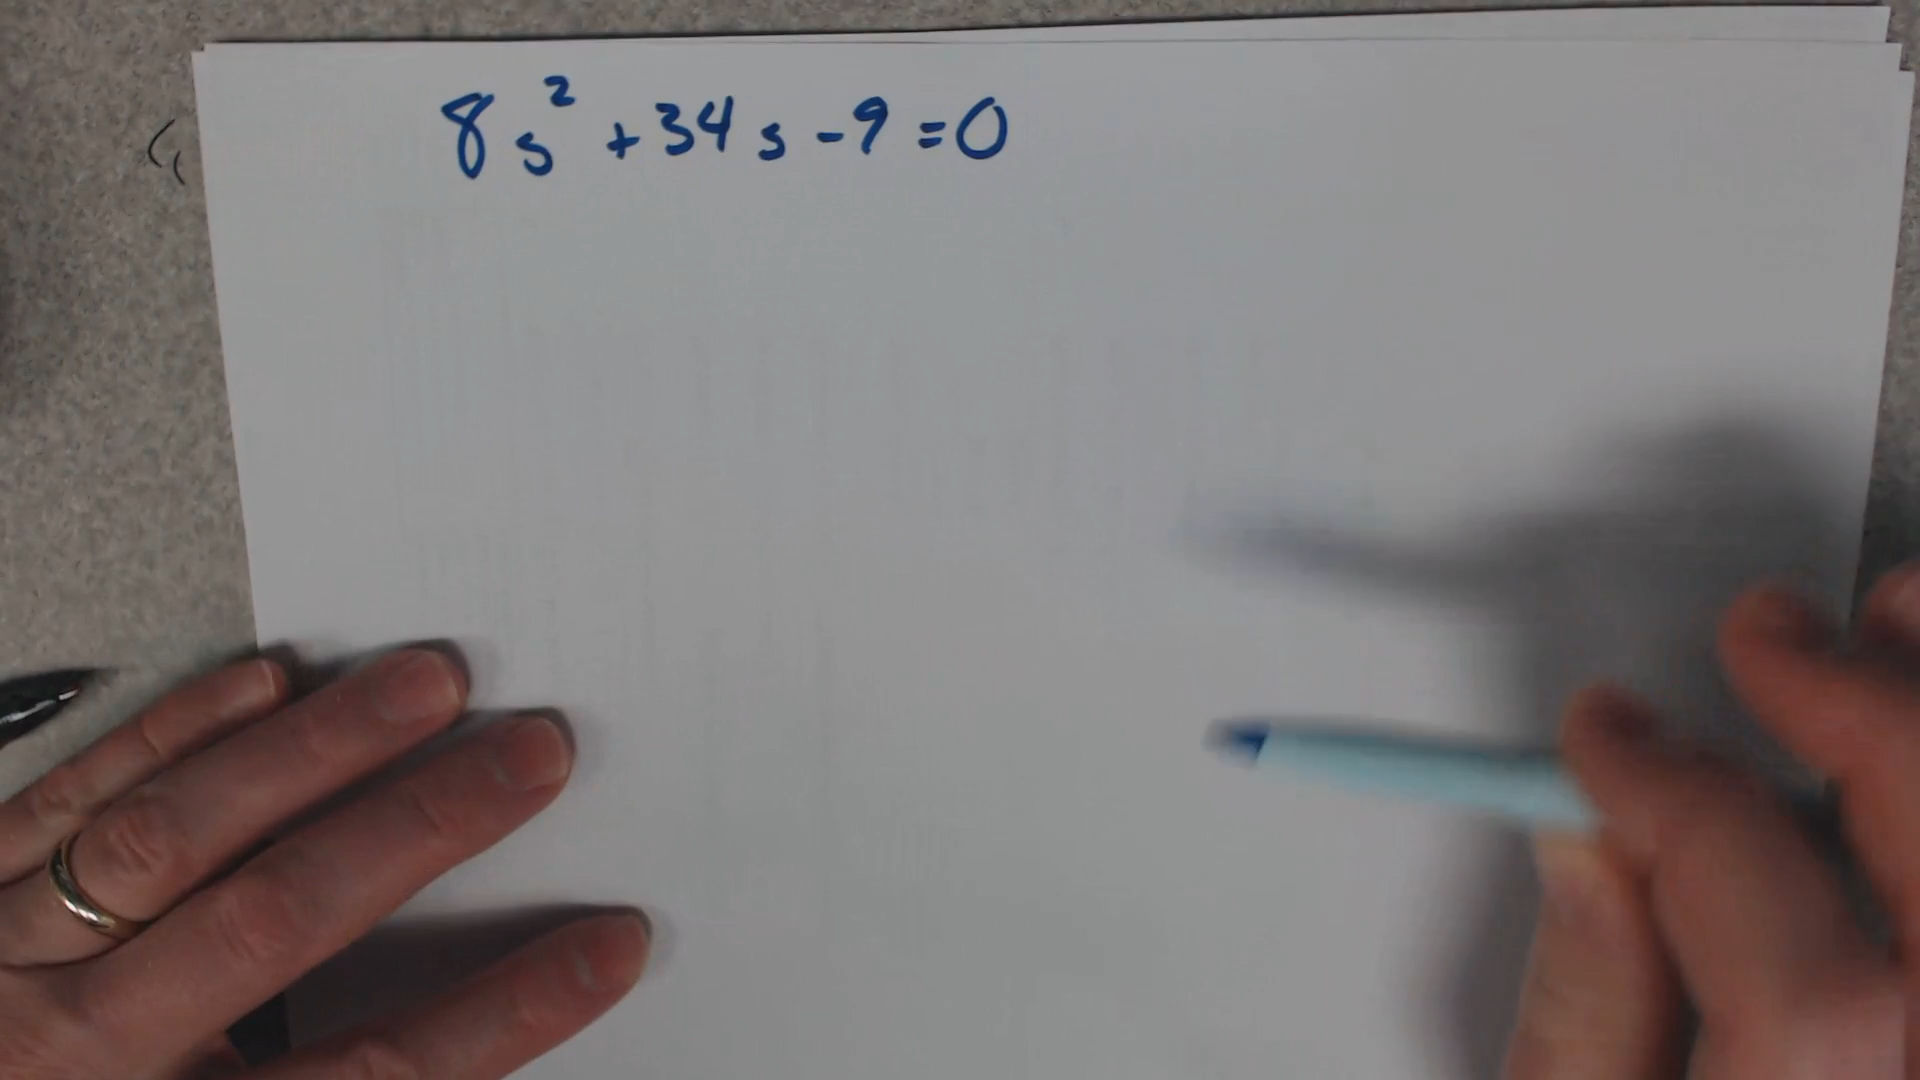 8s² + 34s - 9 = 0